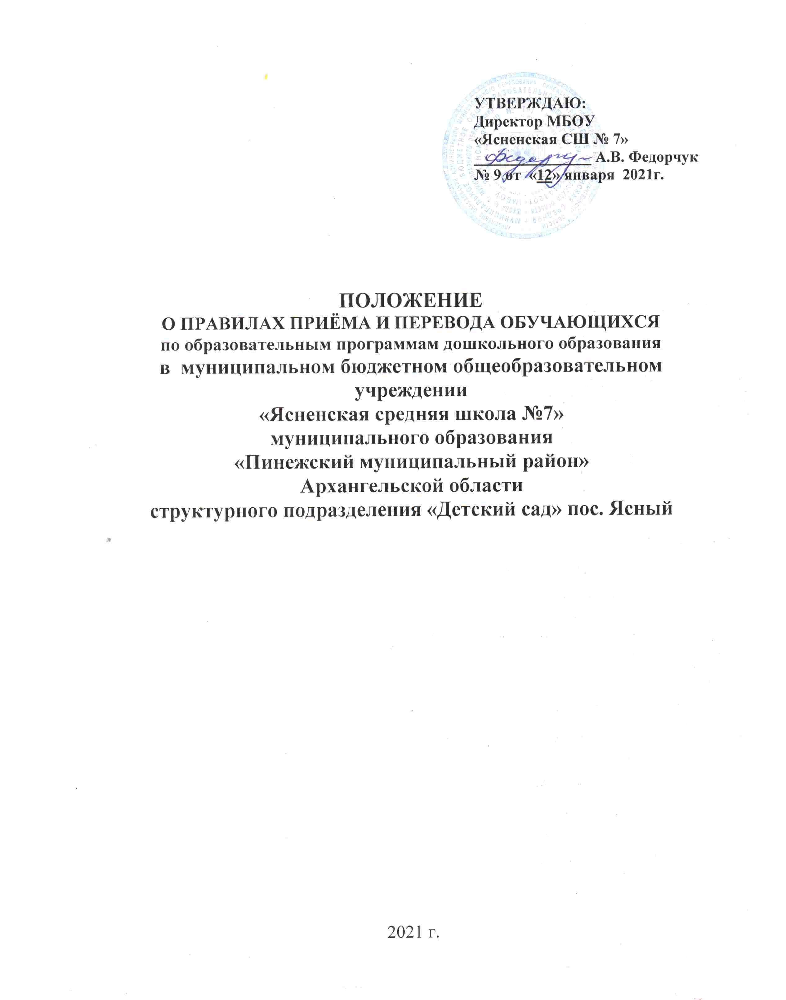 УТВЕРЖДАЮ:
Директор МБОУ
«Ясненская СШ № 7»
А.В. Федорчук
№ 9 от «12» января 2021г.
ПОЛОЖЕНИЕ
О ПРАВИЛАХ ПРИЁМА И ПЕРЕВОДА ОБУЧАЮЩИХСЯ
по образовательным программам дошкольного образования
в муниципальном бюджетном общеобразовательном
учреждении
«Ясненская средняя школа №7»
муниципального образования
«Пинежский муниципальный район»
Архангельской области
структурного подразделения «Детский сад» пос. Ясный
2021 г.